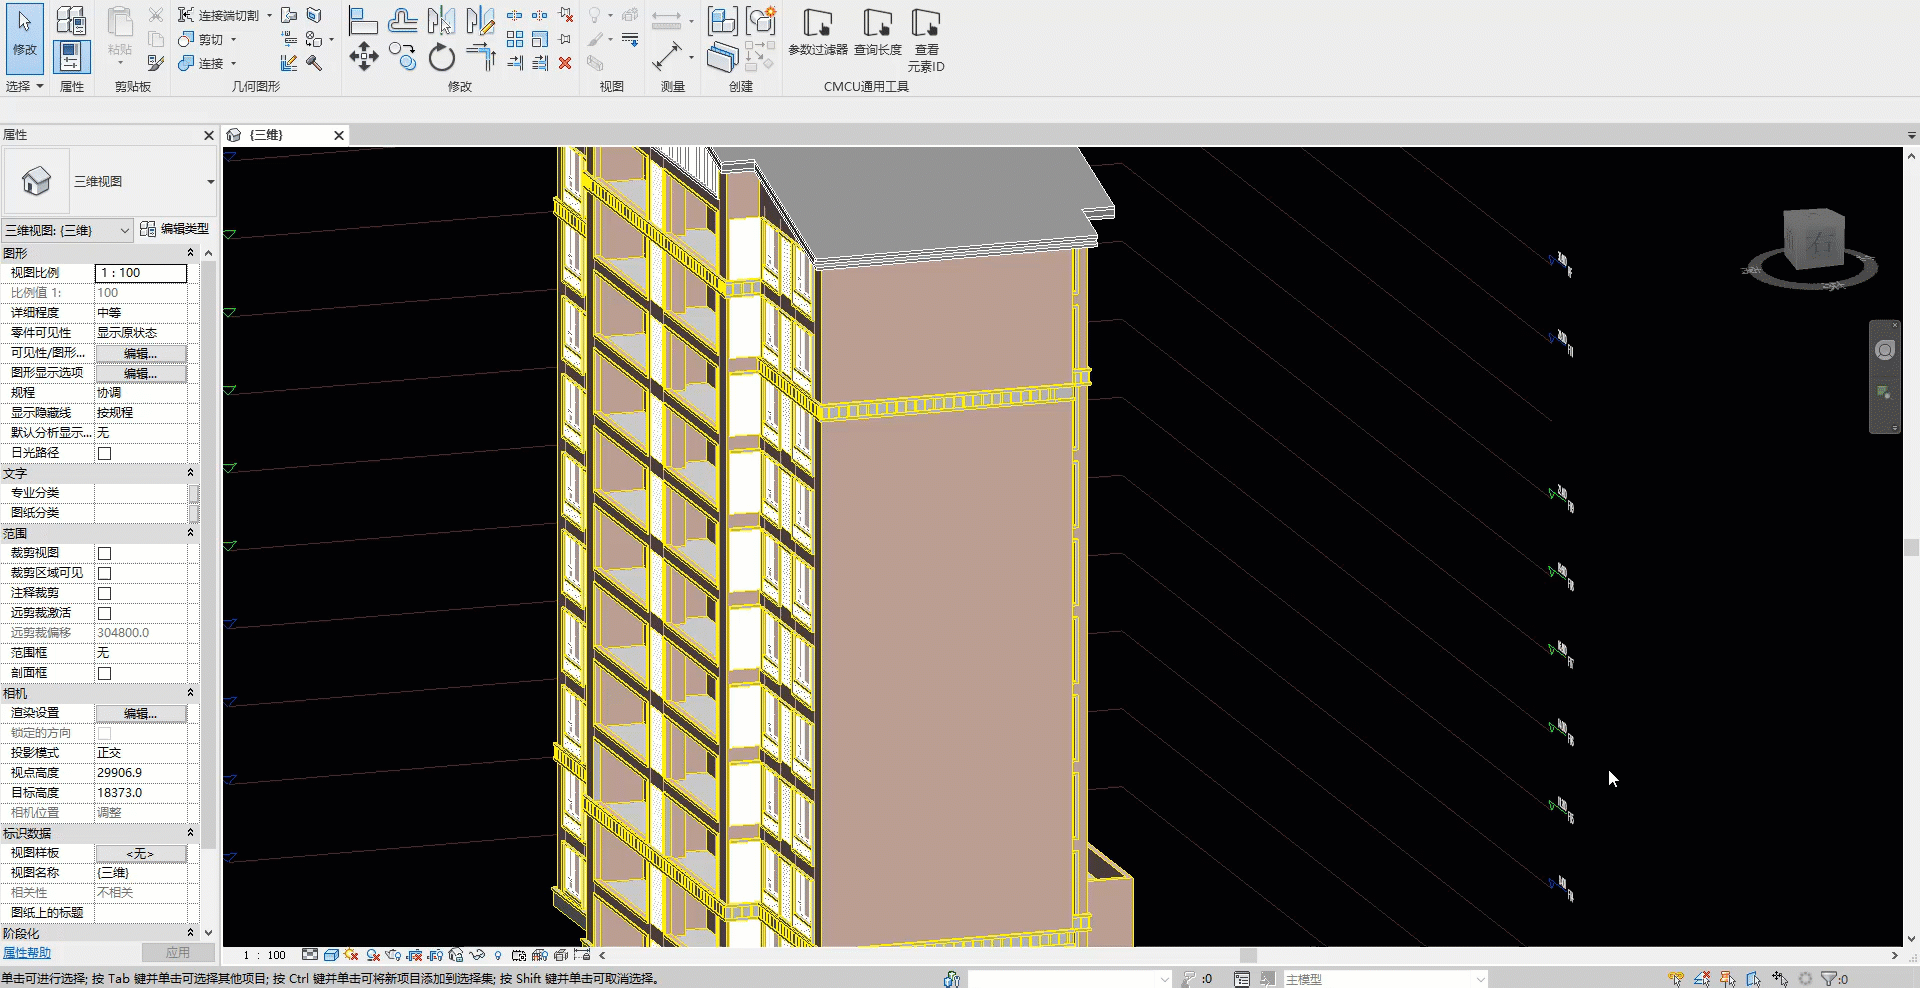 修改
粘贴
连接端切割
剪切
连接
参数过滤器
查询长度
查看
元素ID
选择
属性
剪贴板
几何图形
修改
视图
测量
创建
CMCU通用工具
属性
{三维}
三维视图
三维视图: {三维}
编辑类型
图形
视图比例 1 : 100
比例值 1: 100
详细程度 中等
零件可见性 显示原状态
可见性/图形... 编辑...
图形显示选项 编辑...
规程 协调
显示隐藏线 按规程
默认分析显示... 无
日光路径
文字
专业分类
图纸分类
范围
裁剪视图
裁剪区域可见
注释裁剪
远剪裁激活
远剪裁偏移 304800.0
范围框 无
剖面框
相机
渲染设置 编辑...
锁定的方向
投影模式 正交
视点高度 29906.9
目标高度 18373.0
相机位置 调整
标识数据
视图样板 <无>
视图名称 {三维}
相关性 不相关
图纸上的标题
阶段化
属性帮助
应用
右
1 : 100
单击可进行选择; 按 Tab 键并单击可选择其他项目; 按 Ctrl 键并单击可将新项目添加到选择集; 按 Shift 键并单击可取消选择。
:0
主模型
:0